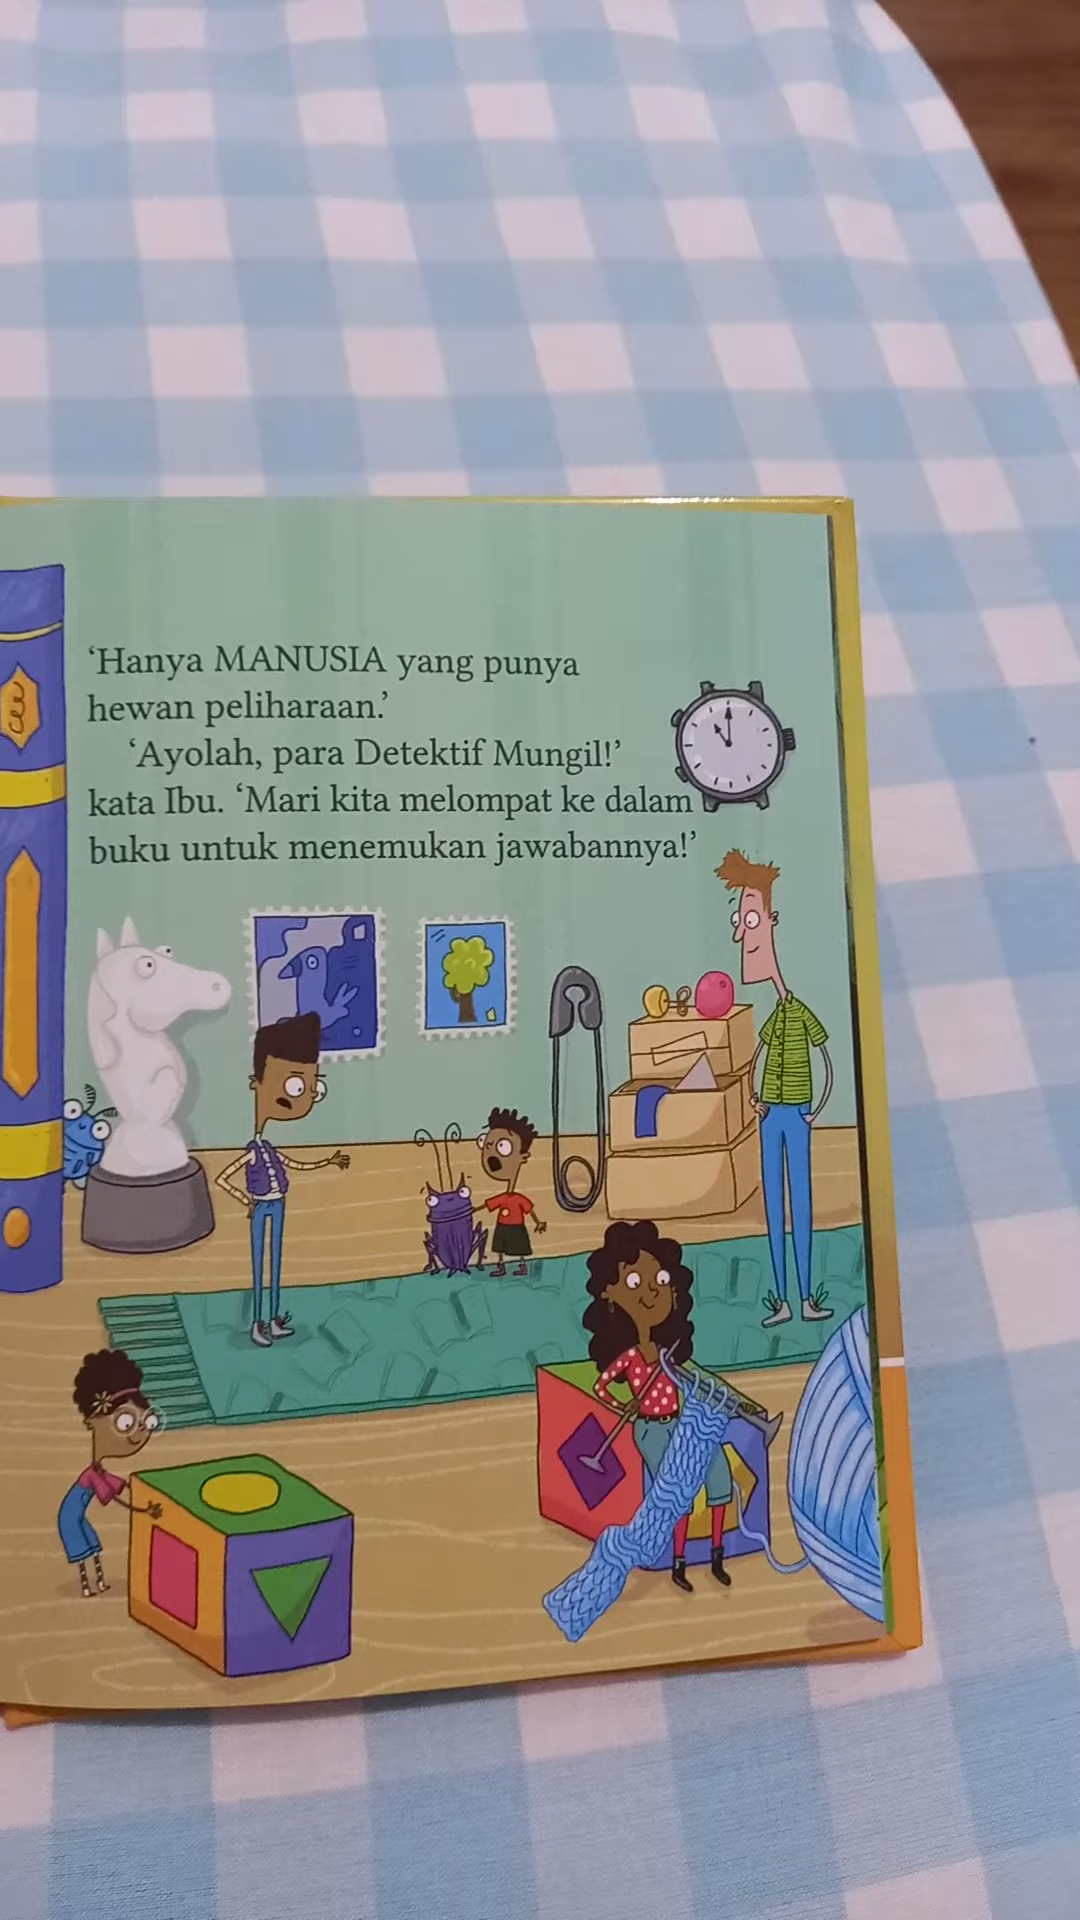 ‘Hanya MANUSIA yang punya
hewan peliharaan.’
‘Ayolah, para Detektif Mungil!’
kata Ibu. ‘Mari kita melompat ke dalam
buku untuk menemukan jawabannya!’